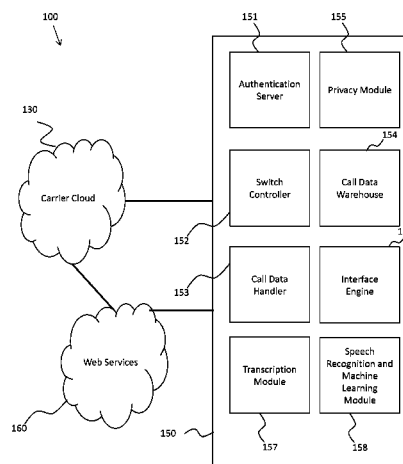 100
151
155
Authentication
Server
Privacy Module
130
154
Carrier Cloud
Switch
Controller
Call Data
Warehouse
152
153
Call Data
Handler
Interface
Engine
Web Services
Transcription
Module
Speech
Recognition and
Machine
Learning
Module
160
150
157
158